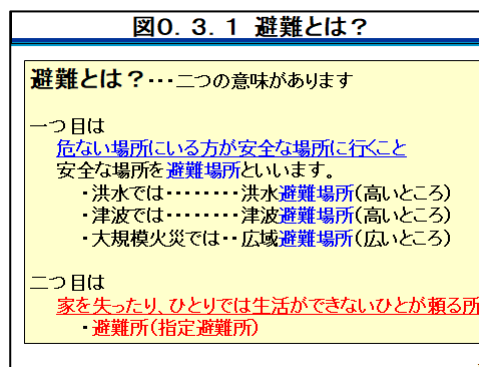 図0．3．1 避難とは？
避難とは？・・・二つの意味があります
一つ目は
危ない場所にいる方が安全な場所に行くこと
安全な場所を避難場所といいます。
・洪水では・・・・・・・・洪水避難場所(高いところ)
・津波では・・・・・・・・津波避難場所(高いところ)
・大規模火災では・・広域避難場所(広いところ)
二つ目は
家を失ったり、ひとりでは生活ができないひとが頼る所
・避難所(指定避難所)